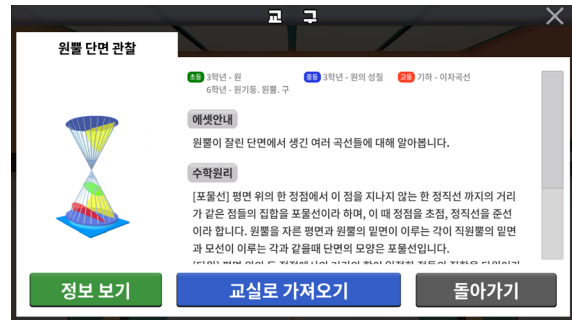 교 구
원뿔 단면 관찰
초등 3학년 - 원
6학년 - 원기둥. 원뿔. 구
중등 3학년 - 원의 성질
고등 기하 - 이차곡선
에셋안내
원뿔이 잘린 단면에서 생긴 여러 곡선들에 대해 알아봅니다.
수학원리
[포물선] 평면 위의 한 정점에서 이 점을 지나지 않는 한 정직선 까지의 거리
가 같은 점들의 집합을 포물선이라 하며, 이 때 정점을 초점, 정직선을 준선
이라 합니다. 원뿔을 자른 평면과 원뿔의 밑면이 이루는 각이 직원뿔의 밑면
과 모선이 이루는 각과 같을때 단면의 모양은 포물선입니다.
정보 보기
교실로 가져오기
돌아가기